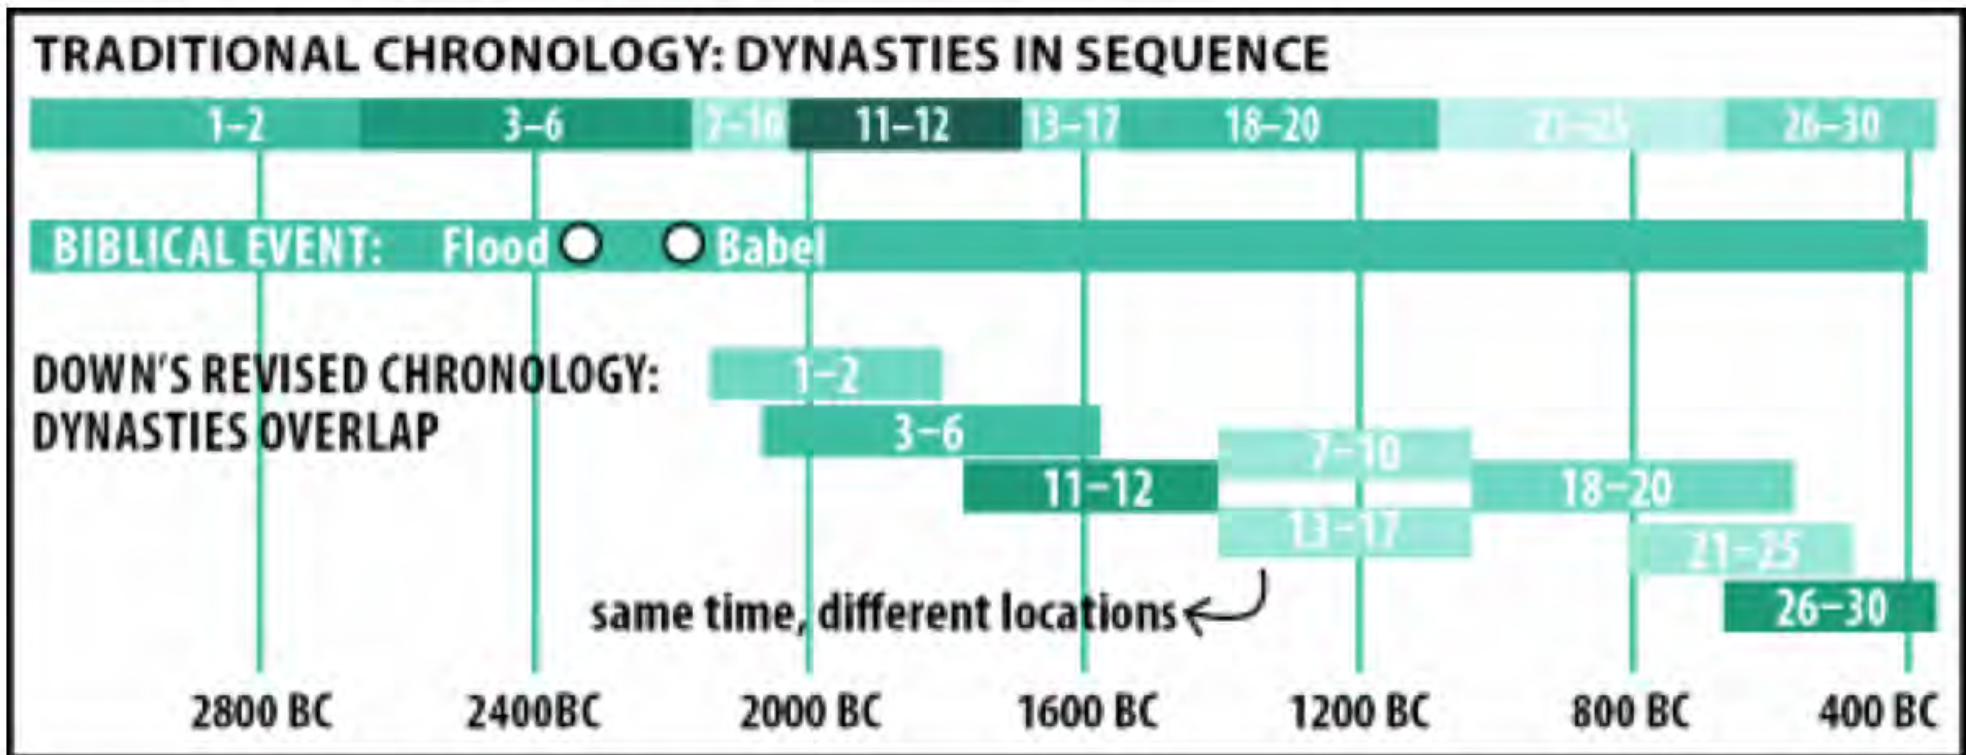 TRADITIONAL CHRONOLOGY: DYNASTIES IN SEQUENCE
1–2 3–6 7–10 11–12 13–17 18–20 21–25 26–30
BIBLICAL EVENT: Flood Babel
DOWN'S REVISED CHRONOLOGY:
DYNASTIES OVERLAP
1–2
3–6
7–10
11–12
18–20
13–17
21–25
26–30
same time, different locations
2800 BC 2400BC 2000 BC 1600 BC 1200 BC 800 BC 400 BC